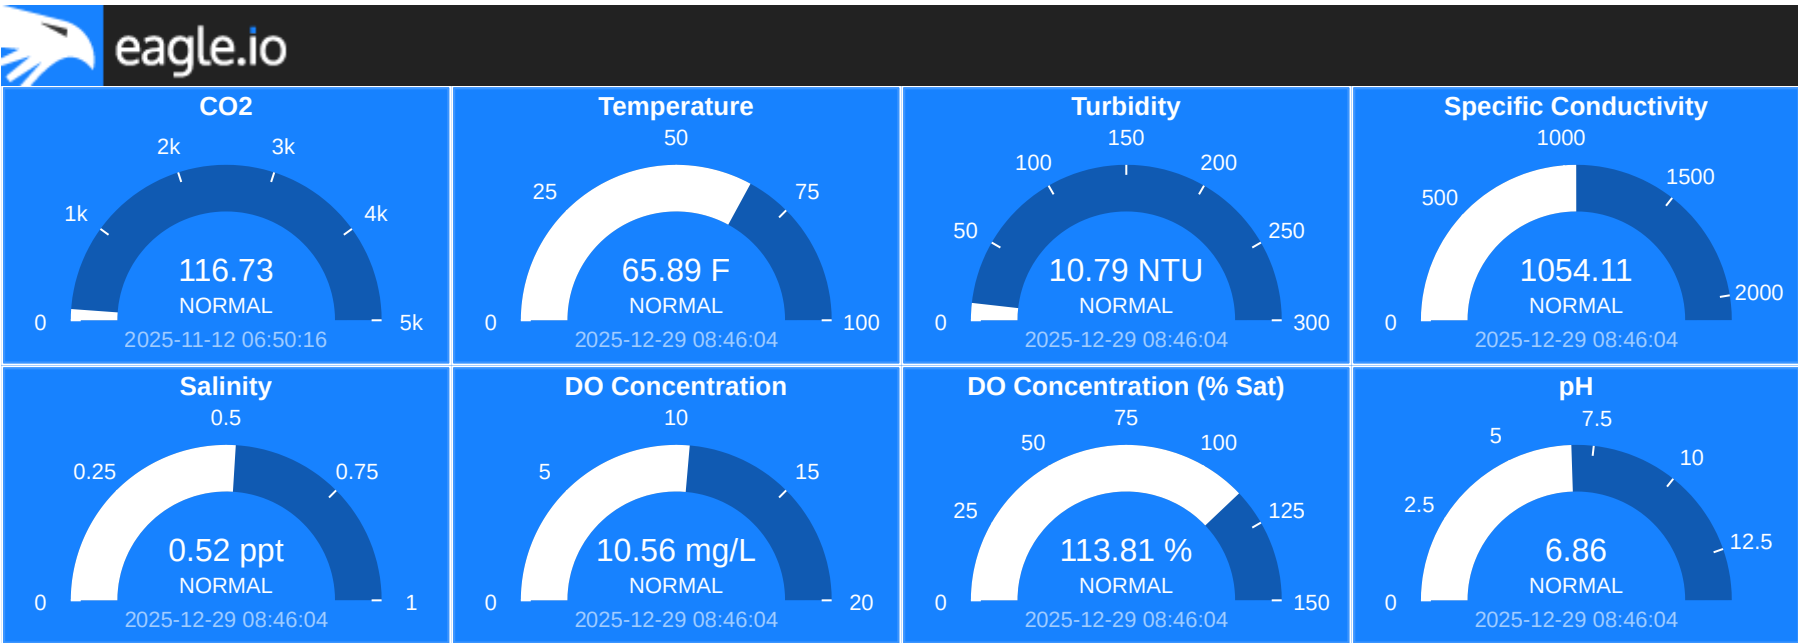 eagle.io
CO2
2k
3k
1k
4k
116.73
NORMAL
0
5k
2025-11-12 06:50:16
Temperature
50
25
75
65.89 F
NORMAL
0
100
2025-12-29 08:46:04
Turbidity
150
100
200
50
250
10.79 NTU
NORMAL
0
300
2025-12-29 08:46:04
Specific Conductivity
1000
1500
500
1054.11
2000
NORMAL
0
2025-12-29 08:46:04
Salinity
0.5
0.25
0.75
0.52 ppt
NORMAL
0
1
2025-12-29 08:46:04
DO Concentration
10
5
15
10.56 mg/L
NORMAL
0
20
2025-12-29 08:46:04
DO Concentration (% Sat)
75
50
100
25
125
113.81 %
NORMAL
0
150
2025-12-29 08:46:04
pH
7.5
5
10
2.5
12.5
6.86
NORMAL
0
2025-12-29 08:46:04